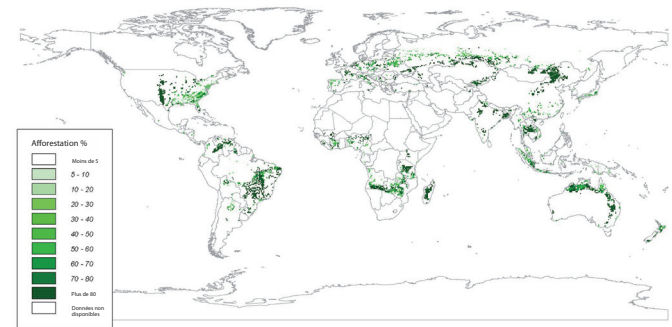 Afforestation %
Moins de 5
5 - 10
10 - 20
20 - 30
30 - 40
40 - 50
50 - 60
60 - 70
70 - 80
Plus de 80
Données non
disponibles